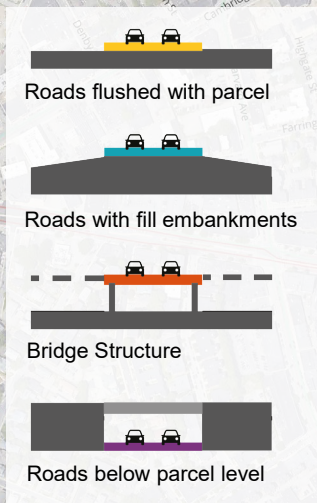 Roads flushed with parcel
Roads with fill embankments
Bridge Structure
Roads below parcel level